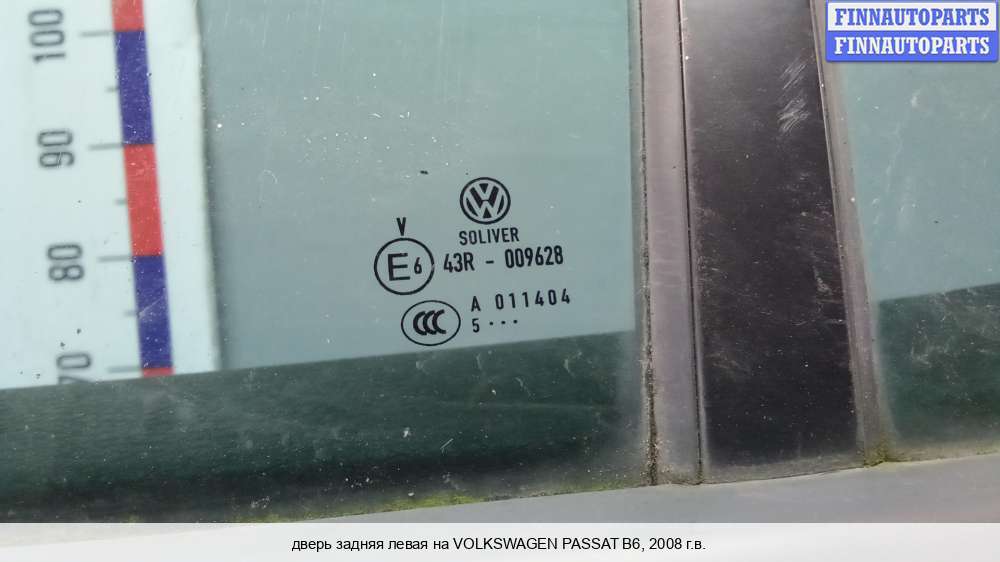 FINNAUTOPARTS
FINNAUTOPARTS
100
90
80
70
SOLIVER
V
E6 43R - 009628
CCC A 011404
5 ...
дверь задняя левая на VOLKSWAGEN PASSAT B6, 2008 г.в.